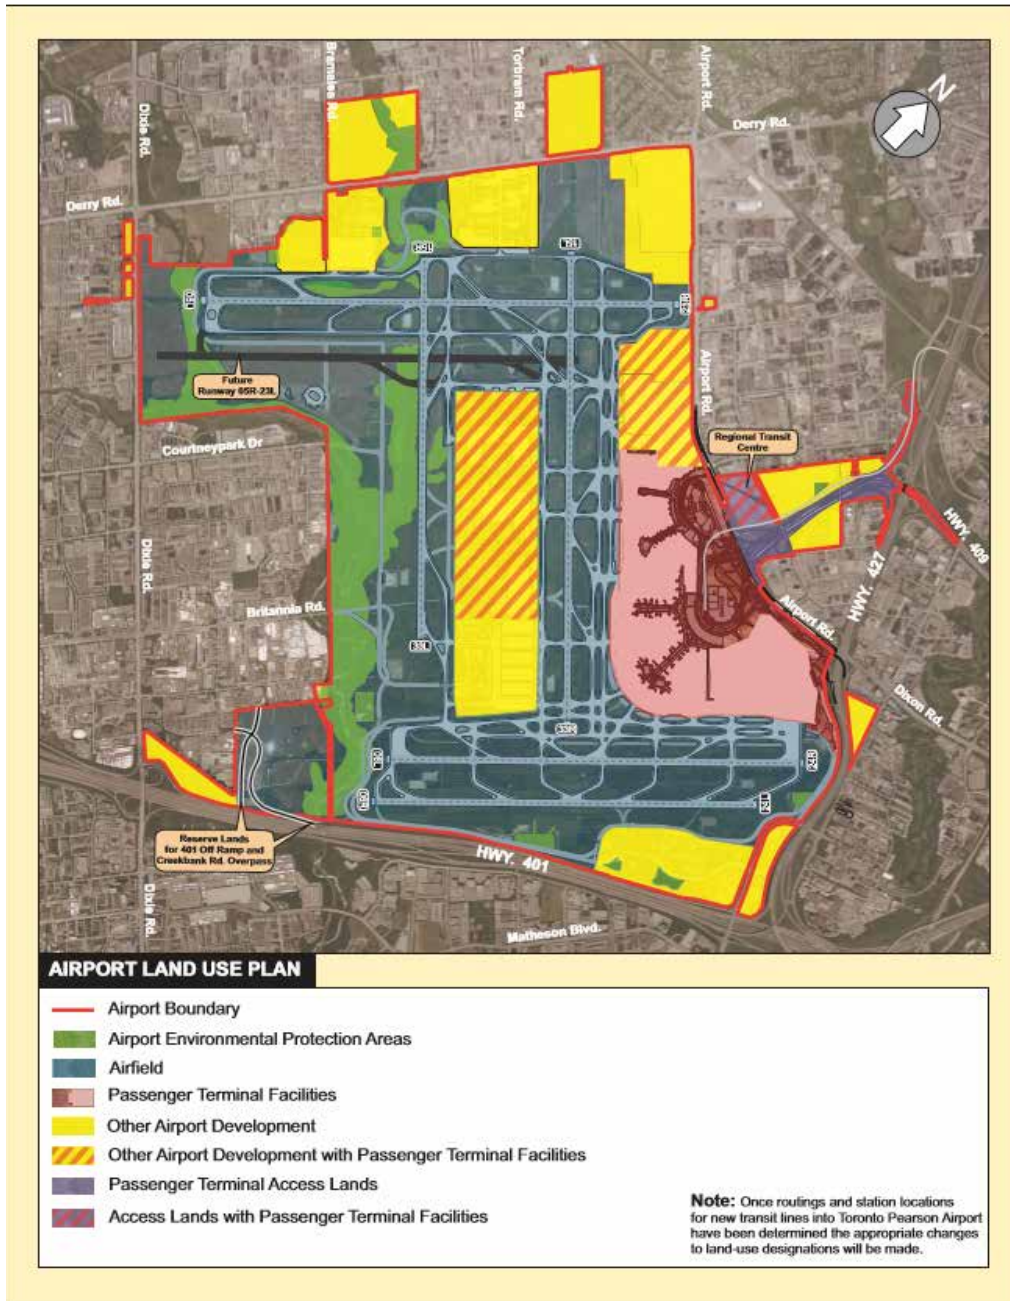 Bramalea Rd.
Torbram Rd.
Airport Rd.
N
Dixie Rd.
Derry Rd.
Derry Rd.
33R
Future
Runway 05R-23L
Airport Rd.
Regional Transit
Centre
Courtneypark Dr
HWY. 409
HWY. 427
Dixie Rd.
Britannia Rd.
Airport Rd.
33L
Dixon Rd.
33R
24R
24L
Reserve Lands
for 401 Off Ramp and
Creekbank Rd. Overpass
HWY. 401
Dixie Rd.
Matheson Blvd.
AIRPORT LAND USE PLAN
Airport Boundary
Airport Environmental Protection Areas
Airfield
Passenger Terminal Facilities
Other Airport Development
Other Airport Development with Passenger Terminal Facilities
Passenger Terminal Access Lands
Access Lands with Passenger Terminal Facilities
Note: Once routings and station locations
for new transit lines into Toronto Pearson Airport
have been determined the appropriate changes
to land-use designations will be made.